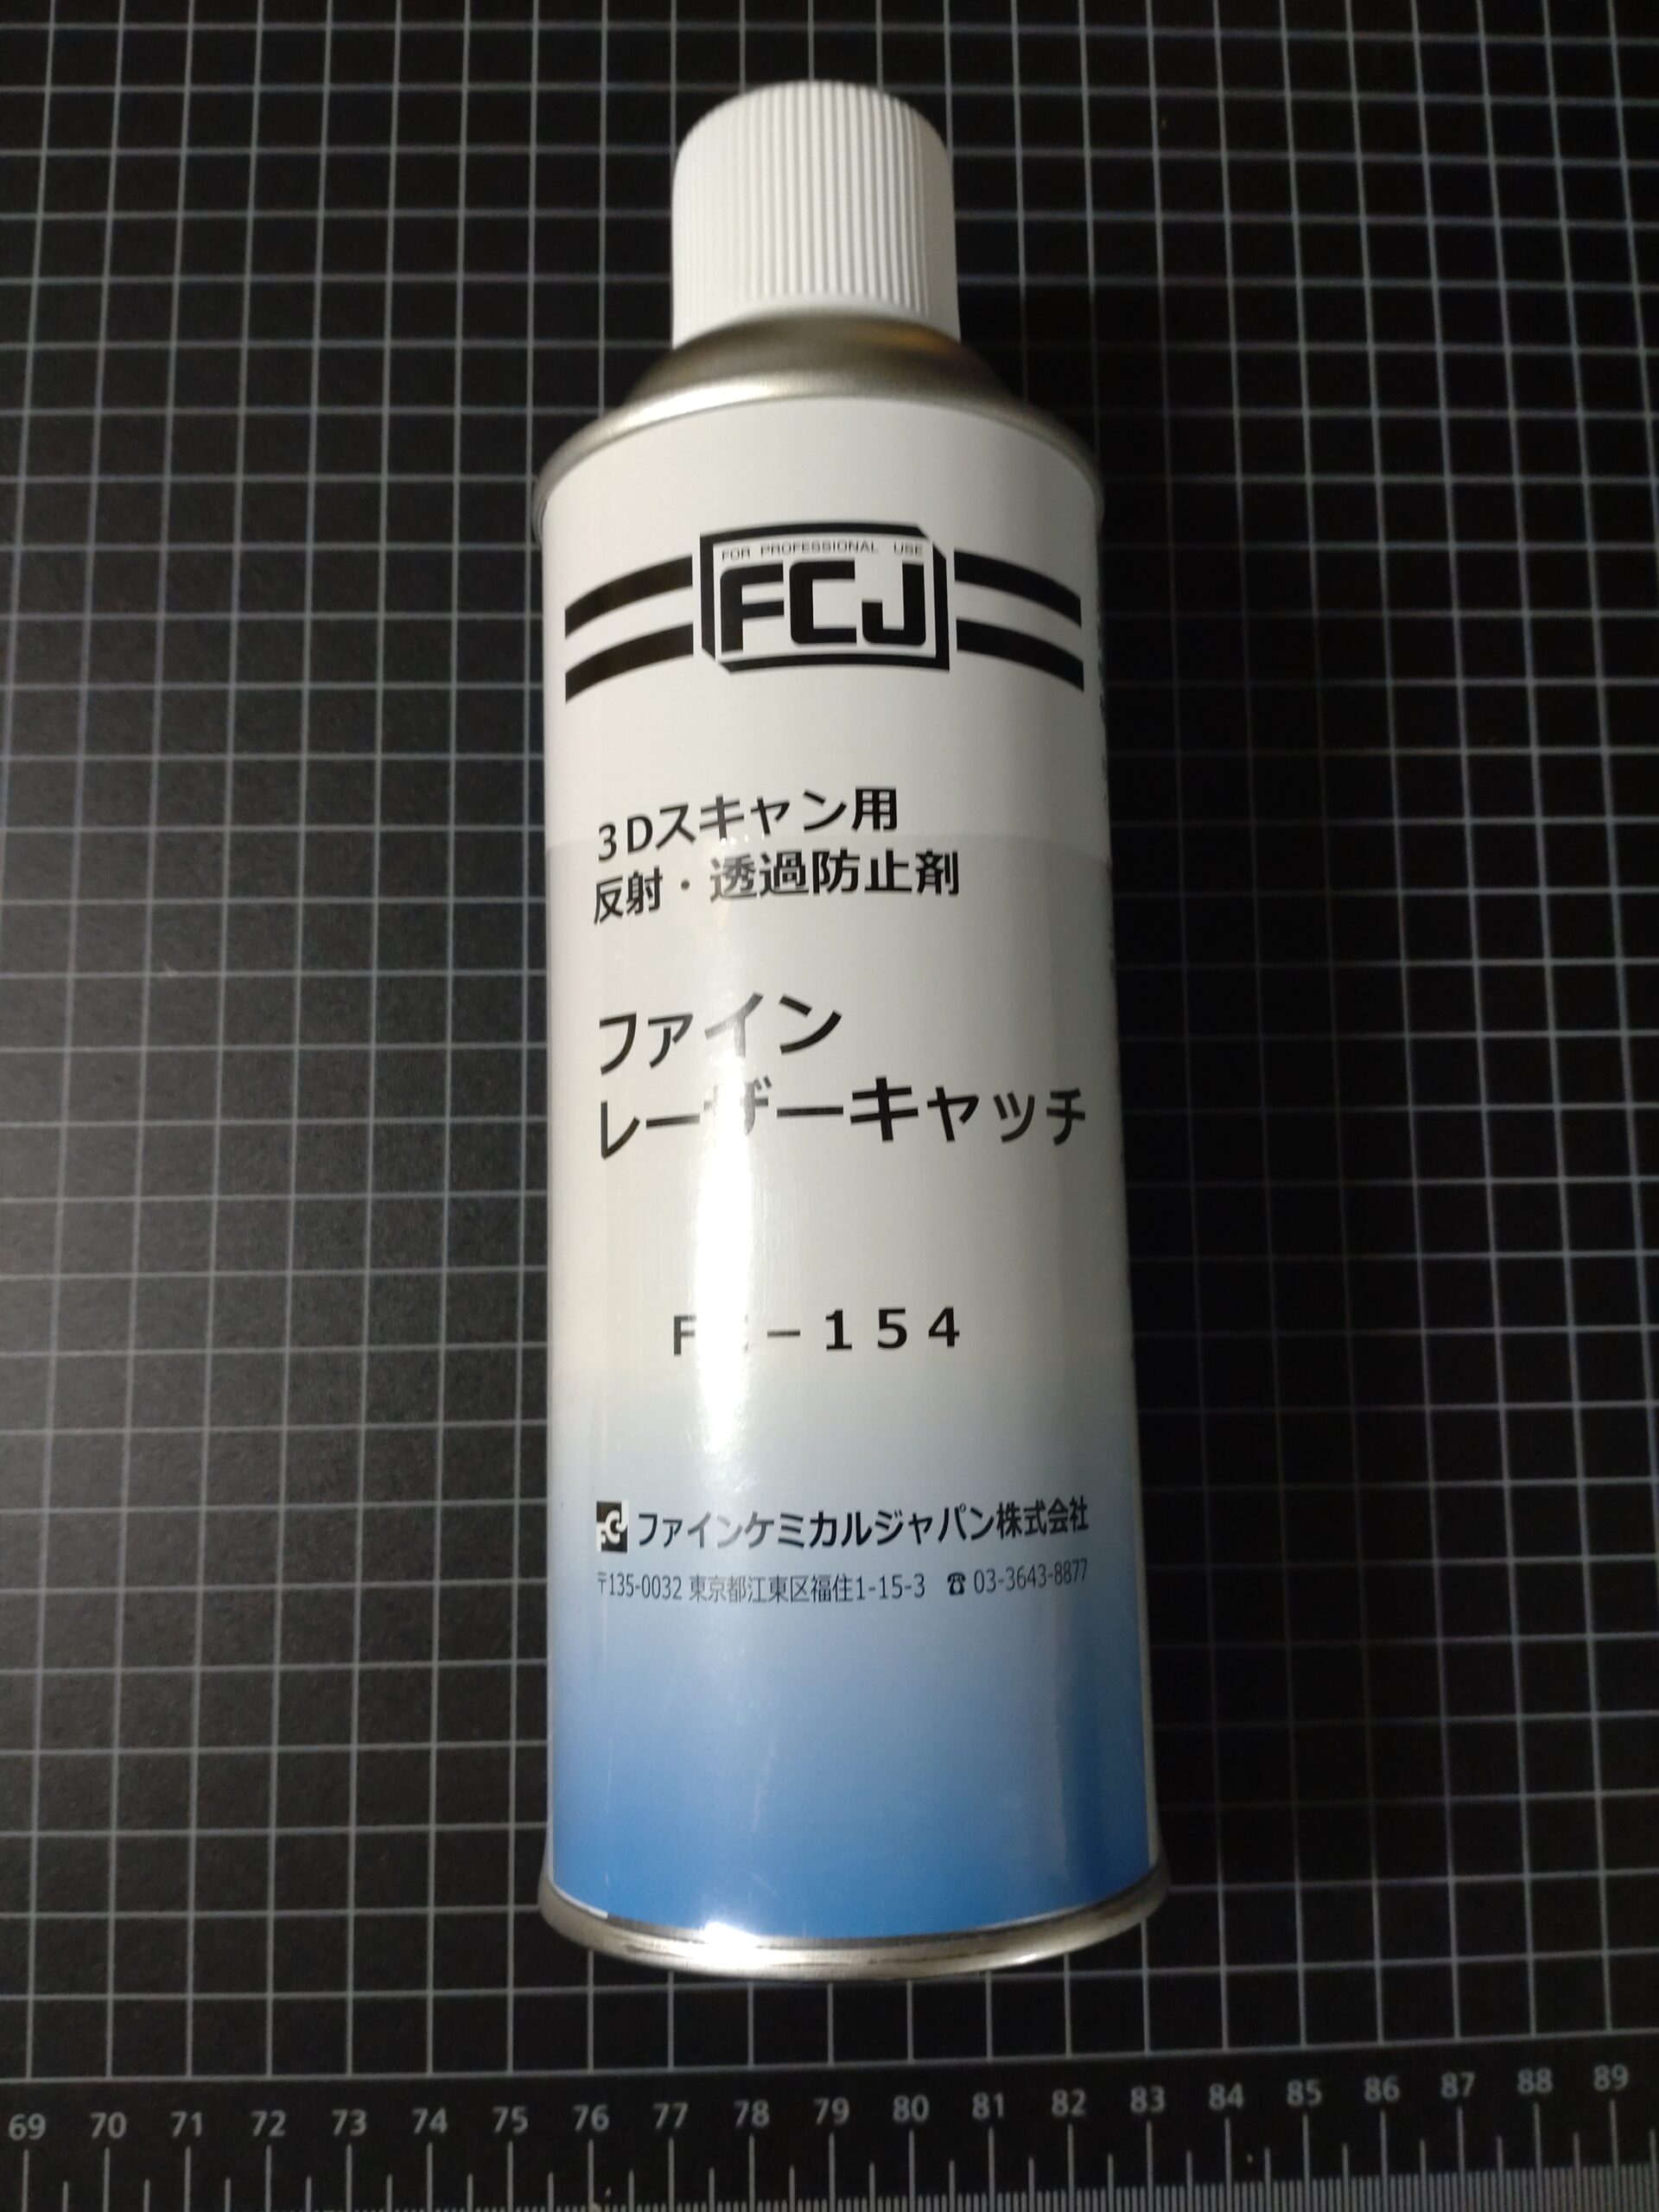 FOR PROFESSIONAL USE
FCJ
3Dスキャン用
反射・透過防止剤
ファイン
レーザーキャッチ
－１５４
ファインケミカルジャパン株式会社
〒135-0032 東京都江東区福住1-15-3 ☎ 03-3643-8877
69 70 71 72 73 74 75 76 77 78 79 80 81 82 83 84 85 86 87 88 89